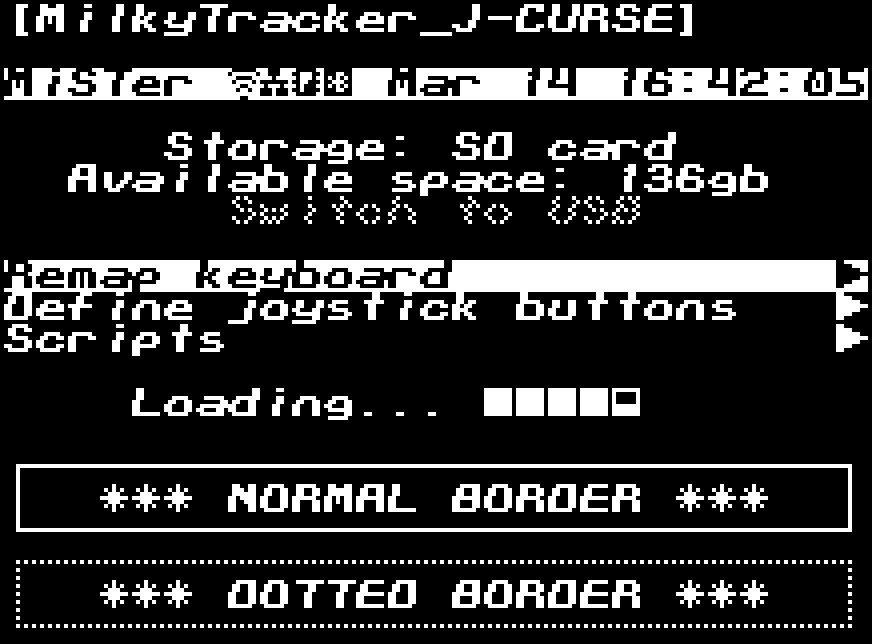 [MilkyTracker_J-CURSE]
MiSTer Mar 14 16:42:05
Storage: SD card
Available space: 136gb
Switch to USB
Remap keyboard
Define joystick buttons
Scripts
Loading...
*** NORMAL BORDER ***
*** DOTTED BORDER ***